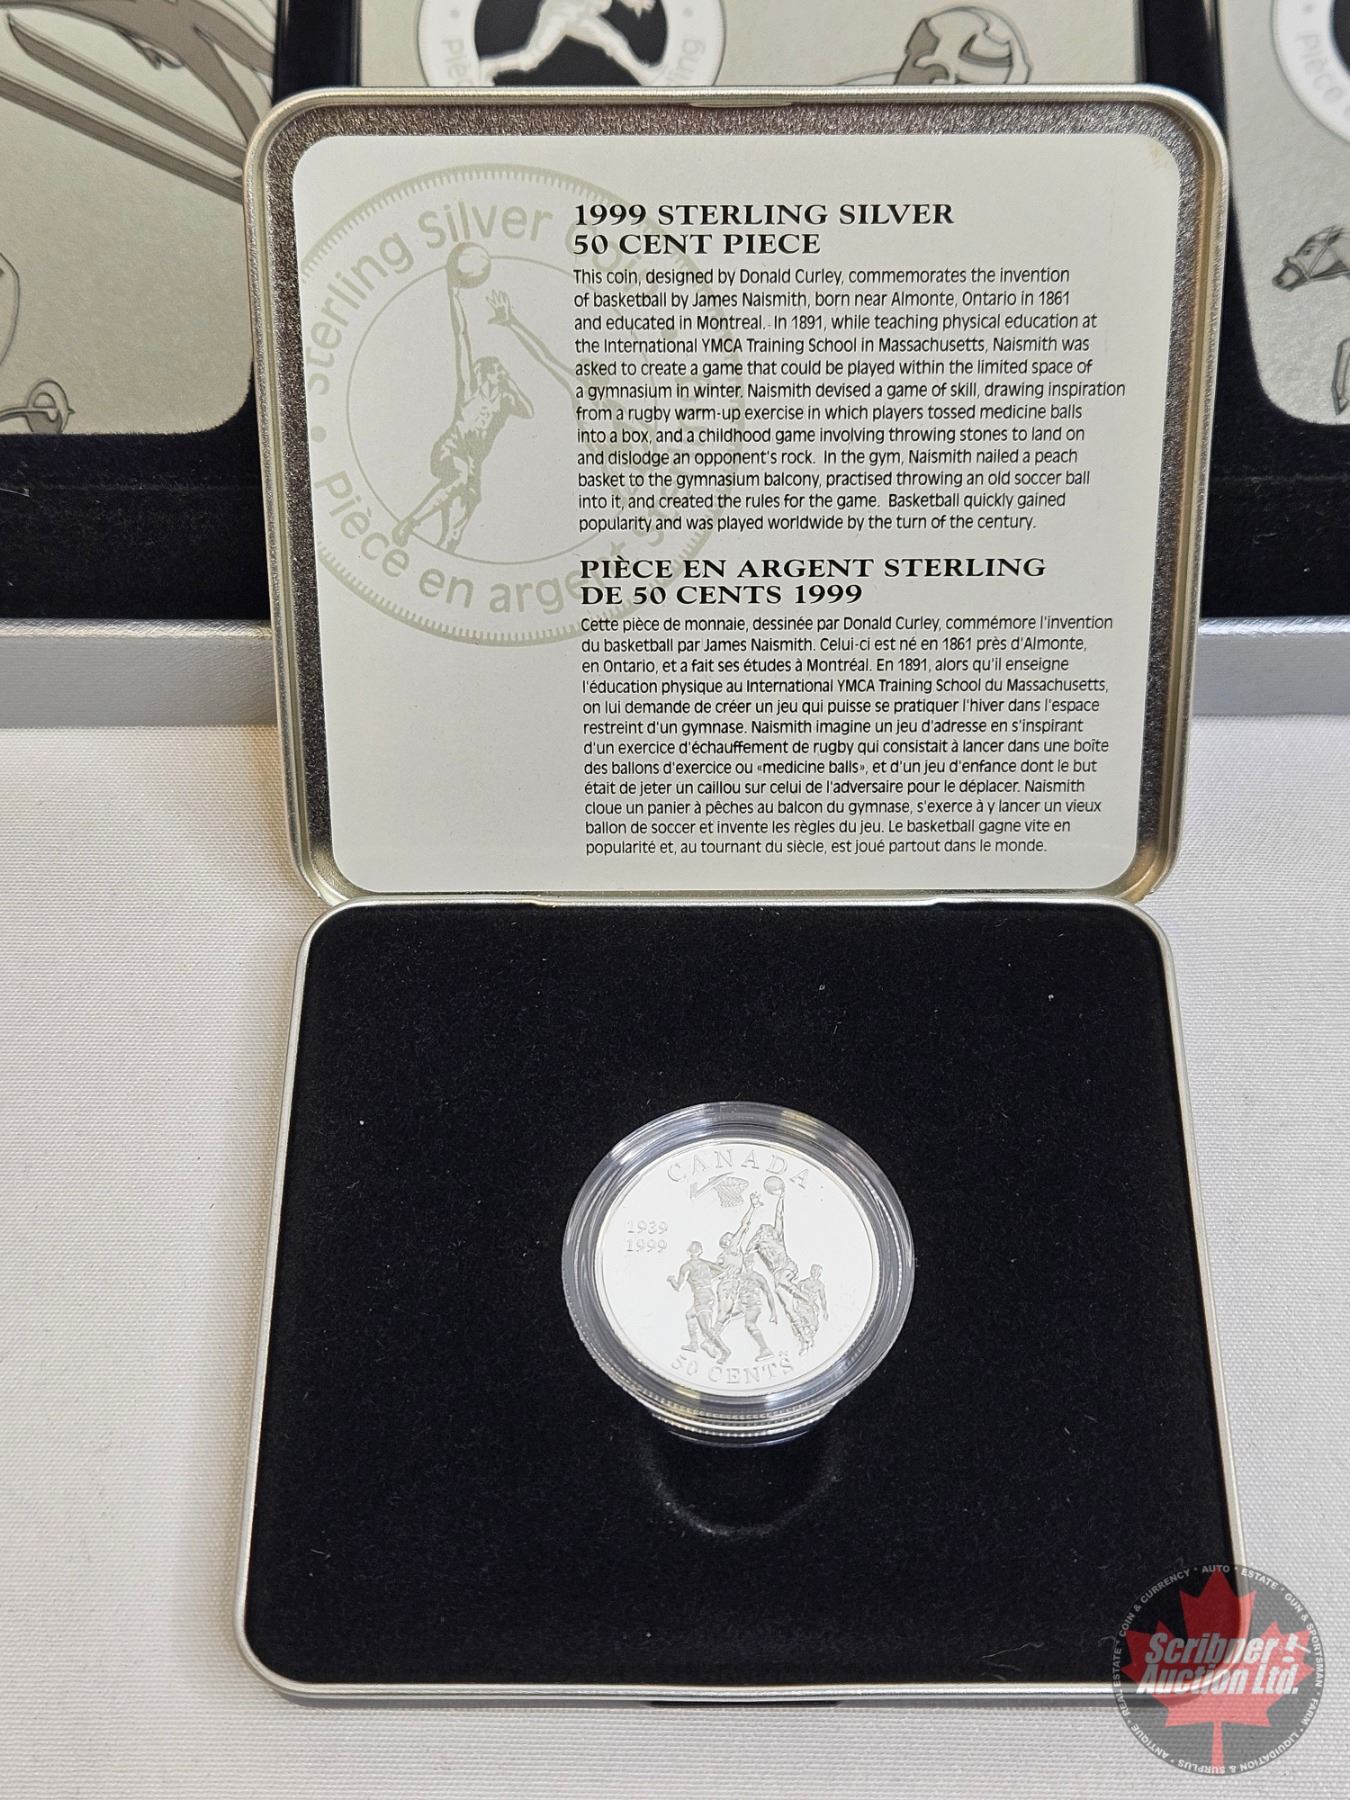 Pièce
rling
Pièce
Sterling Silver
Pièce en argent
1999 STERLING SILVER
50 CENT PIECE
This coin, designed by Donald Curley, commemorates the invention
of basketball by James Naismith, born near Almonte, Ontario in 1861
and educated in Montreal. In 1891, while teaching physical education at
the International YMCA Training School in Massachusetts, Naismith was
asked to create a game that could be played within the limited space of
a gymnasium in winter. Naismith devised a game of skill, drawing inspiration
from a rugby warm-up exercise in which players tossed medicine balls
into a box, and a childhood game involving throwing stones to land on
and dislodge an opponent's rock. In the gym, Naismith nailed a peach
basket to the gymnasium balcony, practised throwing an old soccer ball
into it, and created the rules for the game. Basketball quickly gained
popularity and was played worldwide by the turn of the century.
PIÈCE EN ARGENT STERLING
DE 50 CENTS 1999
Cette pièce de monnaie, dessinée par Donald Curley, commémore l'invention
du basketball par James Naismith. Celui-ci est né en 1861 près d'Almonte,
en Ontario, et a fait ses études à Montréal. En 1891, alors qu'il enseigne
l'éducation physique au International YMCA Training School du Massachusetts,
on lui demande de créer un jeu qui puisse se pratiquer l'hiver dans l'espace
restreint d'un gymnase. Naismith imagine un jeu d'adresse en s'inspirant
d'un exercice d'échauffement de rugby qui consistait à lancer dans une boîte
des ballons d'exercice ou «medicine balls», et d'un jeu d'enfance dont le but
était de jeter un caillou sur celui de l'adversaire pour le déplacer. Naismith
cloue un panier à pêches au balcon du gymnase, s'exerce à y lancer un vieux
ballon de soccer et invente les règles du jeu. Le basketball gagne vite en
popularité et, au tournant du siècle, est joué partout dans le monde.
CANADA
1939
1999
50 CENTS
Scribner
Auction Ltd.
ANTIQUE · REAL ESTATE · COIN & CURRENCY · AUTO · ESTATE · GUN & SPORTSMAN · FARM · LIQUIDATION & SURPLUS